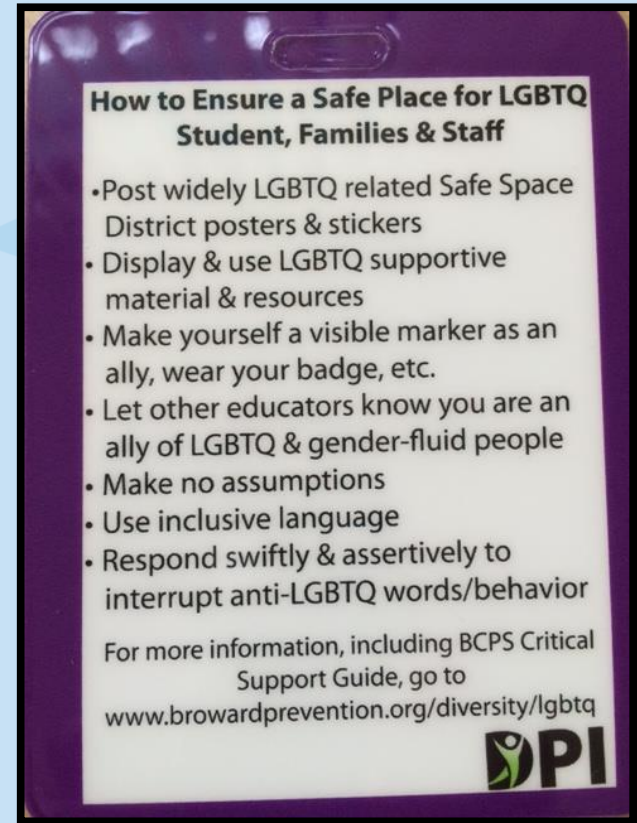 How to Ensure a Safe Place for LGBTQ
Student, Families & Staff
•Post widely LGBTQ related Safe Space
District posters & stickers
• Display & use LGBTQ supportive
material & resources
• Make yourself a visible marker as an
ally, wear your badge, etc.
• Let other educators know you are an
ally of LGBTQ & gender-fluid people
• Make no assumptions
• Use inclusive language
• Respond swiftly & assertively to
interrupt anti-LGBTQ words/behavior
For more information, including BCPS Critical
Support Guide, go to
www.browardprevention.org/diversity/lgbtq
DPI